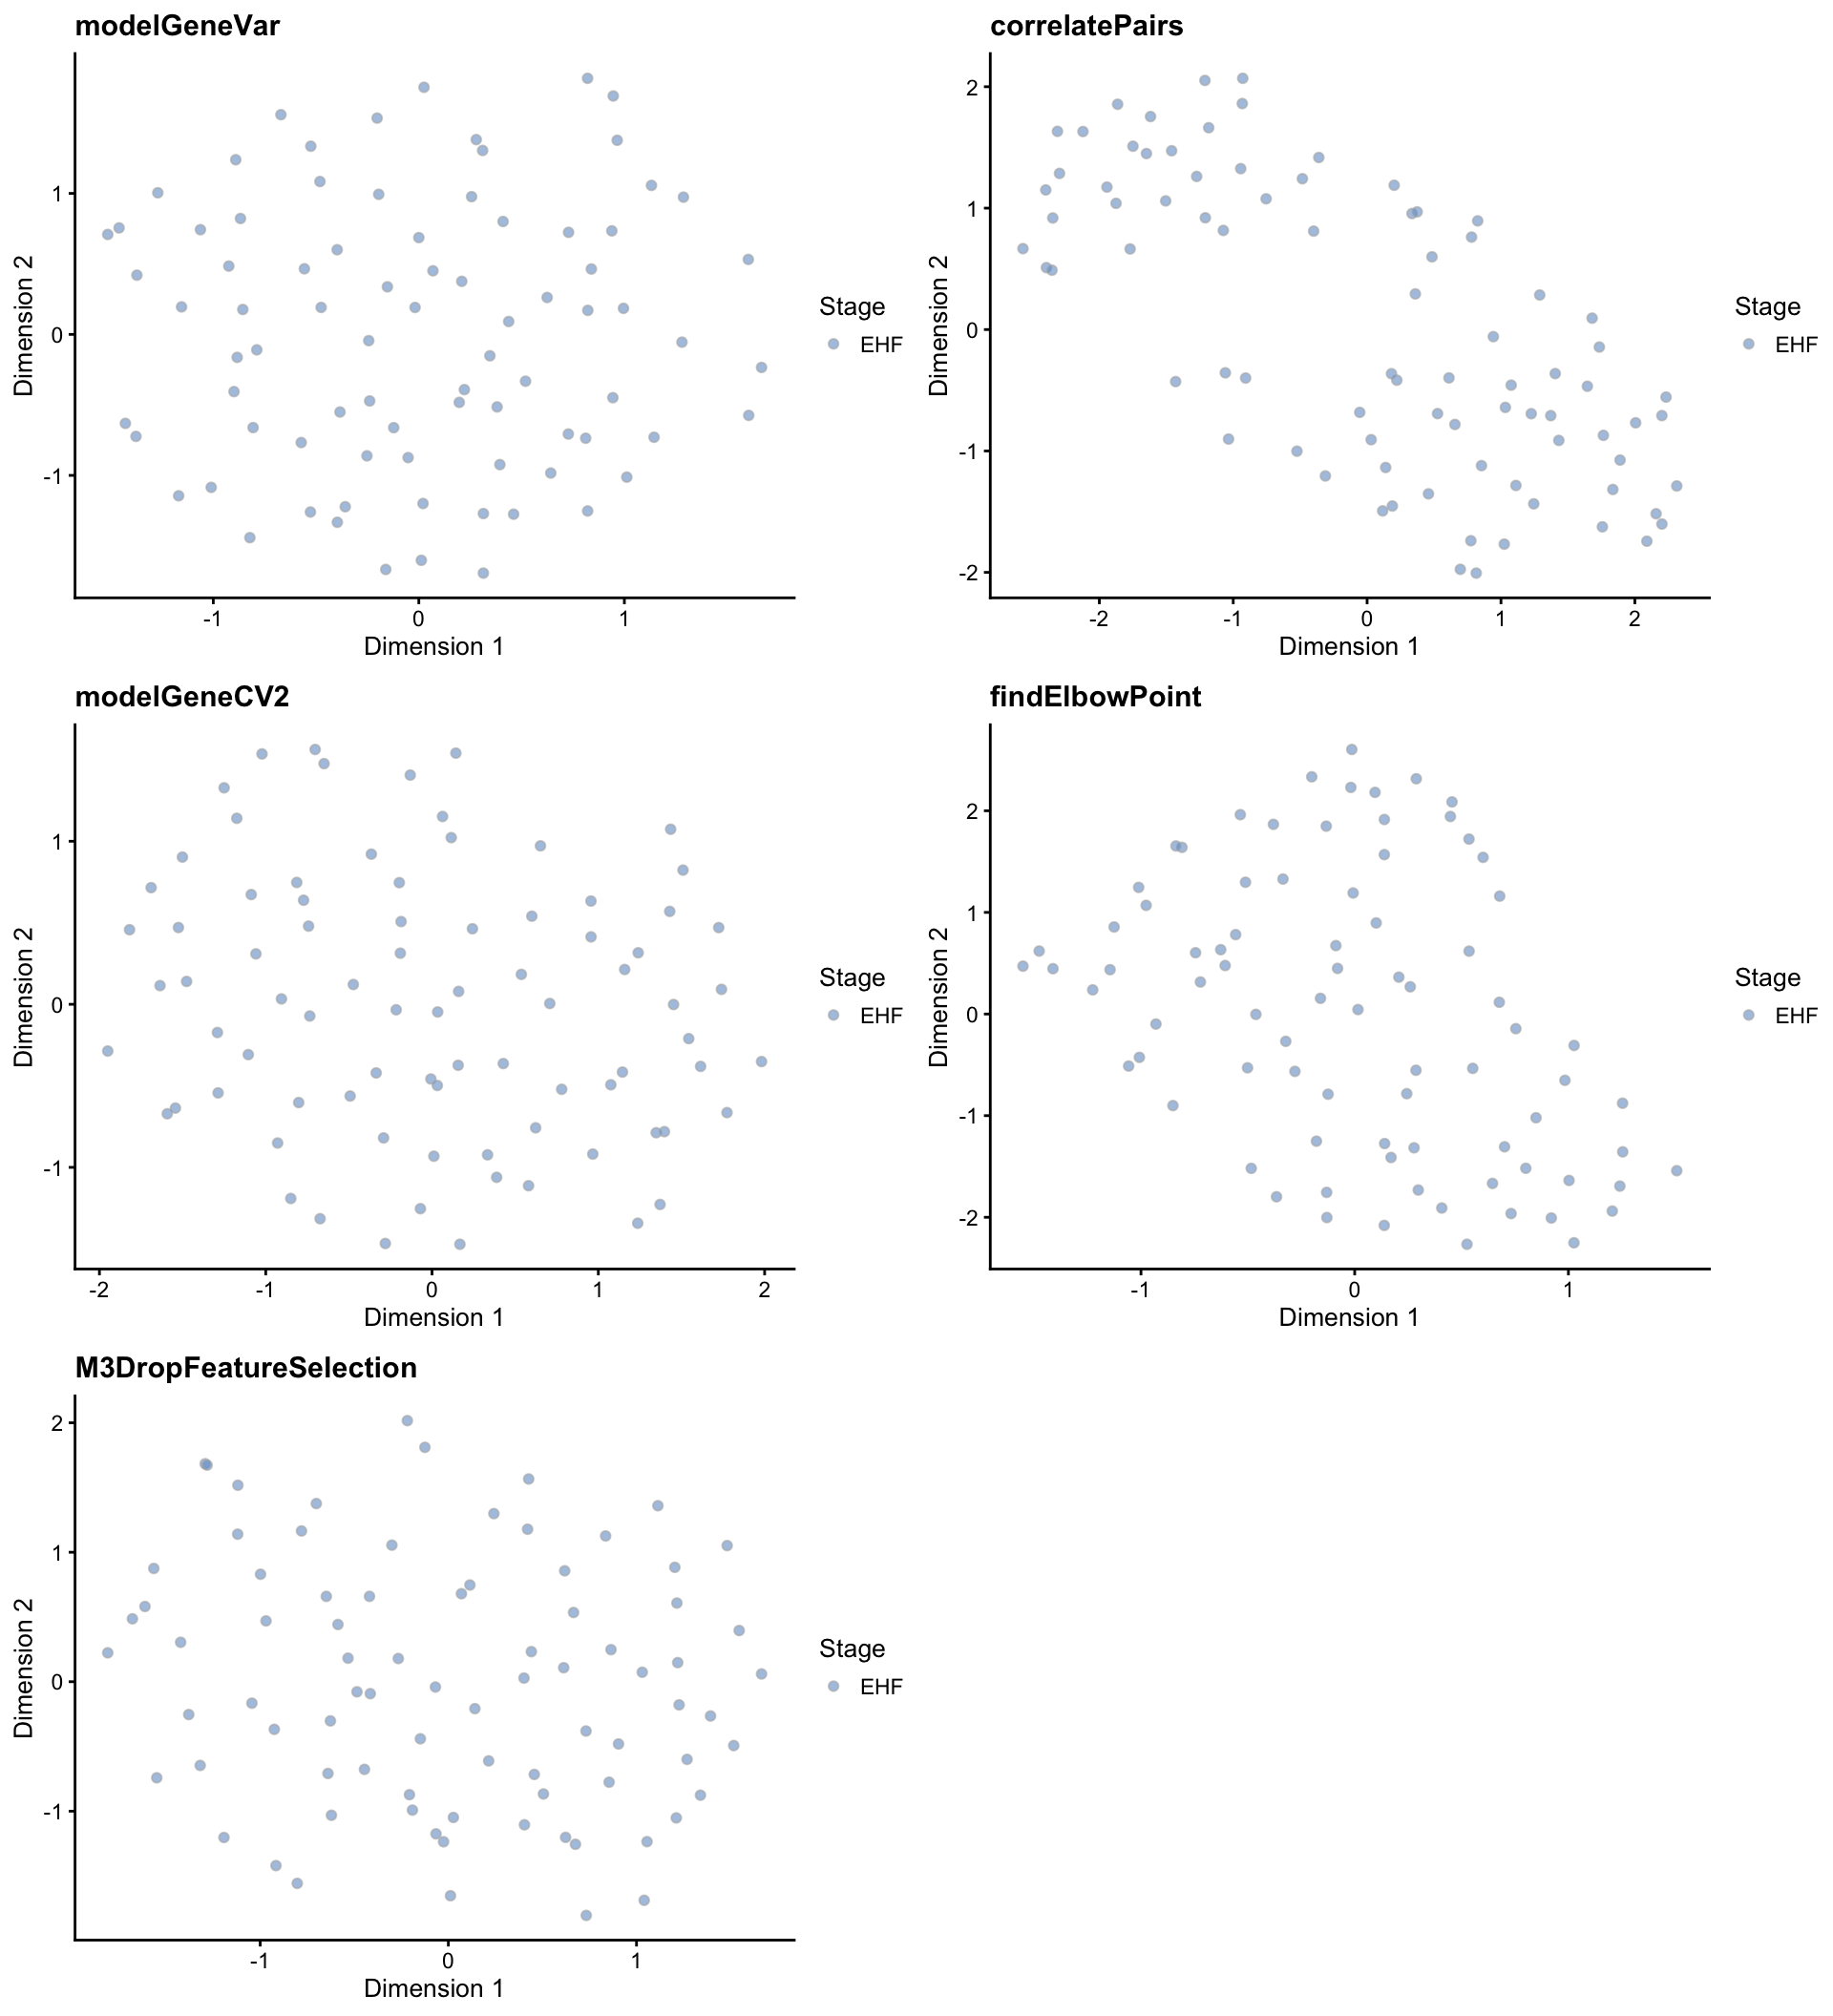 modelGeneVar
Dimension 2
1
0
-1
-1
0
1
Dimension 1
Stage
EHF
correlatePairs
Dimension 2
2
1
0
-1
-2
-2
-1
0
1
2
Dimension 1
Stage
EHF
modelGeneCV2
Dimension 2
1
0
-1
-2
-1
0
1
2
Dimension 1
Stage
EHF
findElbowPoint
Dimension 2
2
1
0
-1
-2
-1
0
1
Dimension 1
Stage
EHF
M3DropFeatureSelection
Dimension 2
2
1
0
-1
-1
0
1
Dimension 1
Stage
EHF